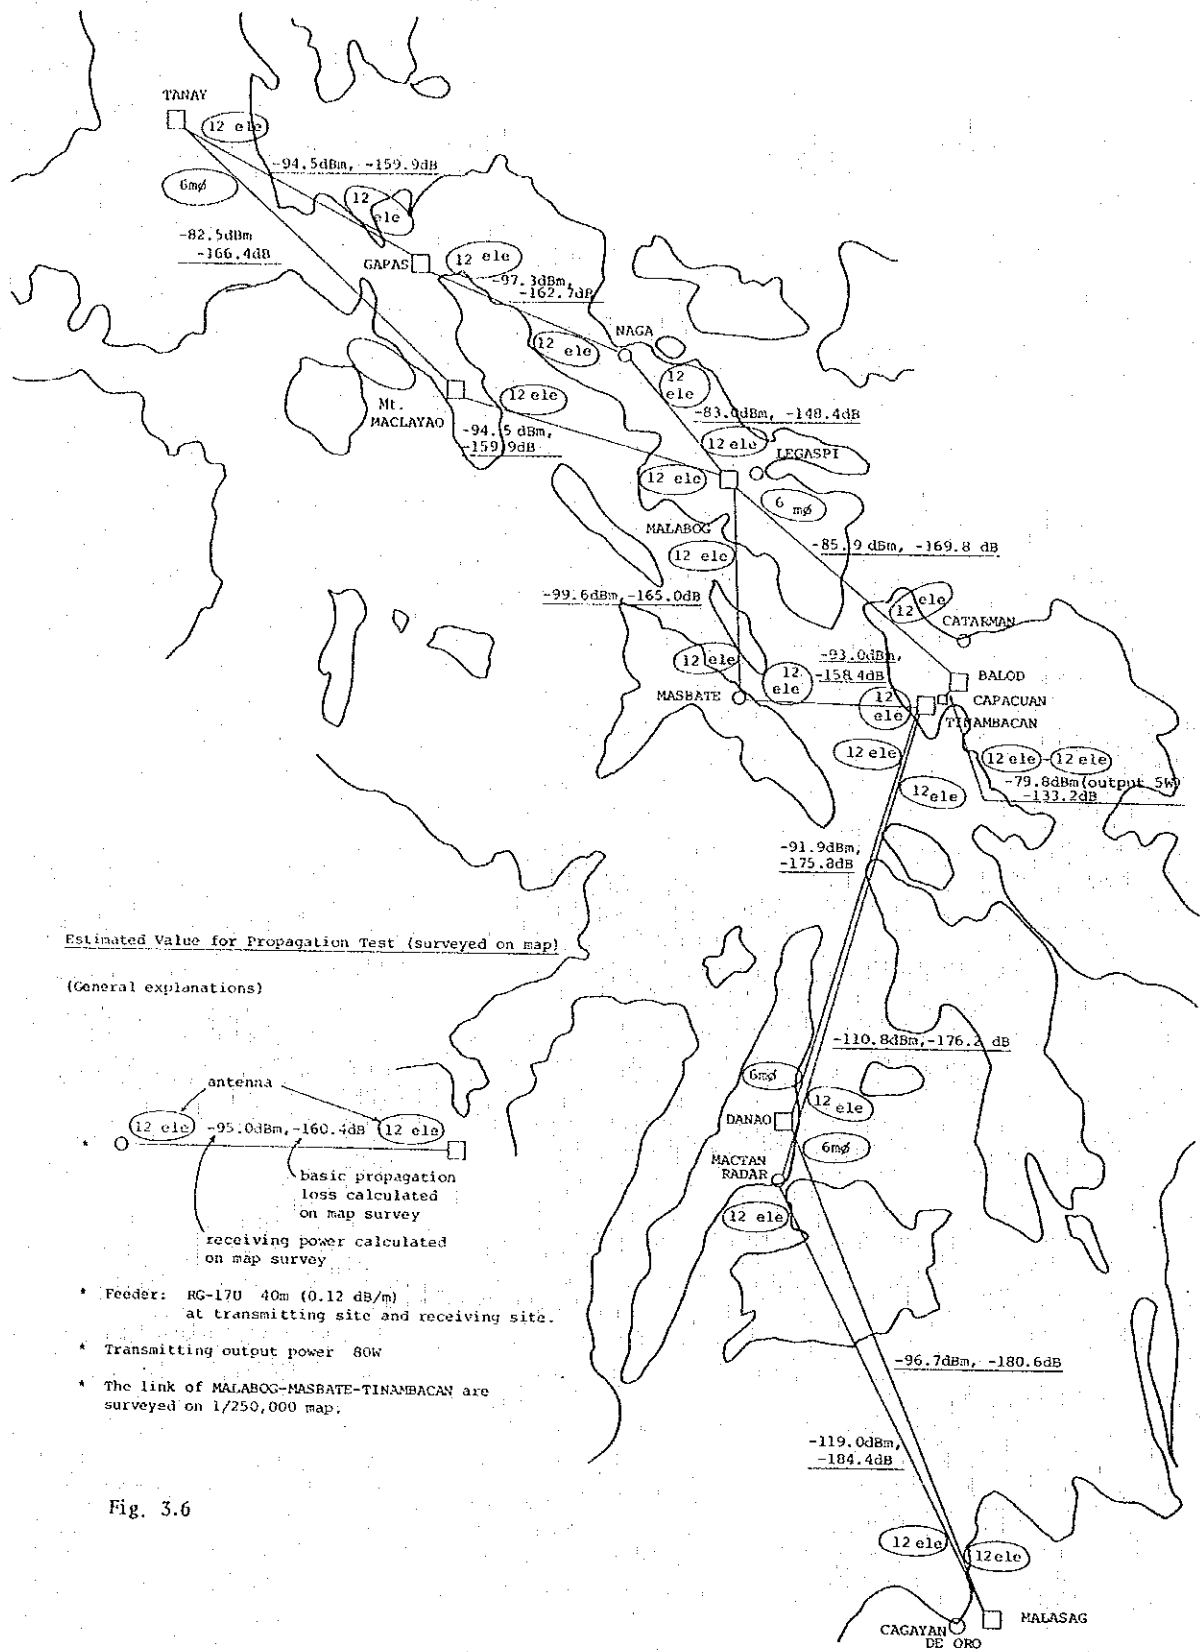 TANAY
12 ele
-94.5dBm, -159.9dB
6mø
12
ele
-82.5dBm
-166.4dB
GAPAS
12 ele
-97.3dBm,
-162.7dB
NAGA
12 ele
12
ele
Mt.
MACLAYAO
12 ele
-94.5 dBm,
-159.9dB
-83.0dBm, -148.4dB
12 ele
LEGASPI
12 ele
6 mø
MALABOG
12 ele
-85.9 dBm, -169.8 dB
-99.6dBm,-165.0dB
12 ele
CATARMAN
12 ele
-93.0dBm,
-158.4dB
12
ele
BALOD
MASBATE
12
ele
CAPACUAN
TINAMBACAN
12 ele
12 ele-12 ele
-79.8dBm(output 5W)
-133.2dB
12ele
-91.9dBm,
-175.8dB
Estimated Value for Propagation Test (surveyed on map)
(General explanations)
-110.8dBm,-176.2 dB
6mø
antenna
12 ele
DANAO
* 12 ele -95.0dBm,-160.4dB 12 ele
6mø
MACTAN
RADAR
basic propagation
loss calculated
on map survey
12 ele
receiving power calculated
on map survey
* Feeder: RG-17U 40m (0.12 dB/m)
at transmitting site and receiving site.
* Transmitting output power 80W
-96.7dBm, -180.6dB
* The link of MALABOG-MASBATE-TINAMBACAN are
surveyed on 1/250,000 map.
-119.0dBm,
-184.4dB
Fig. 3.6
12 ele
12ele
MALASAG
CAGAYAN
DE ORO